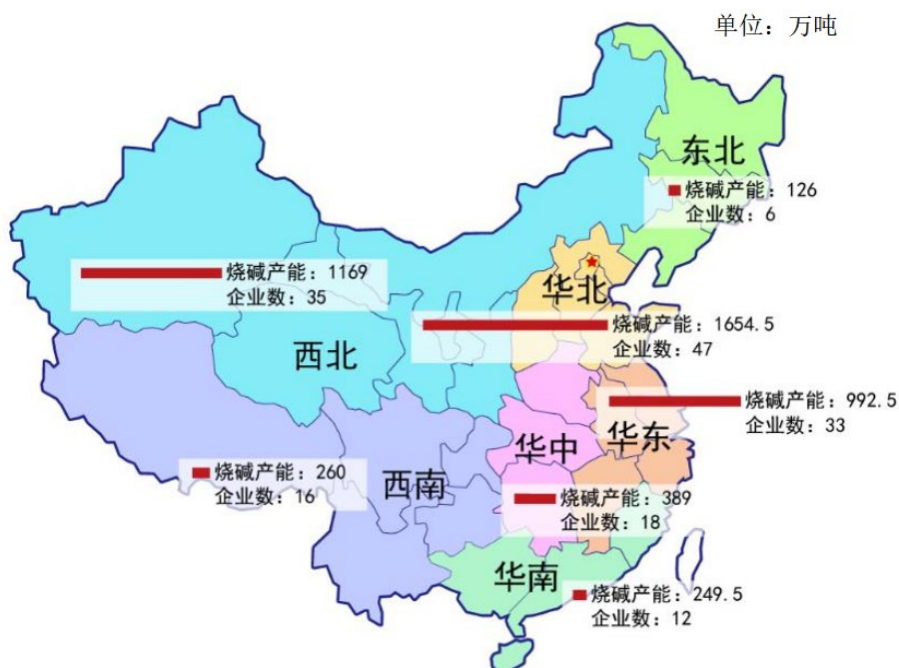 单位：万吨
东北
烧碱产能：126
企业数：6
烧碱产能：1169
企业数：35
华北
烧碱产能：1654.5
企业数：47
西北
烧碱产能：992.5
企业数：33
华东
华中
西南
烧碱产能：260
企业数：16
烧碱产能：389
企业数：18
华南
烧碱产能：249.5
企业数：12